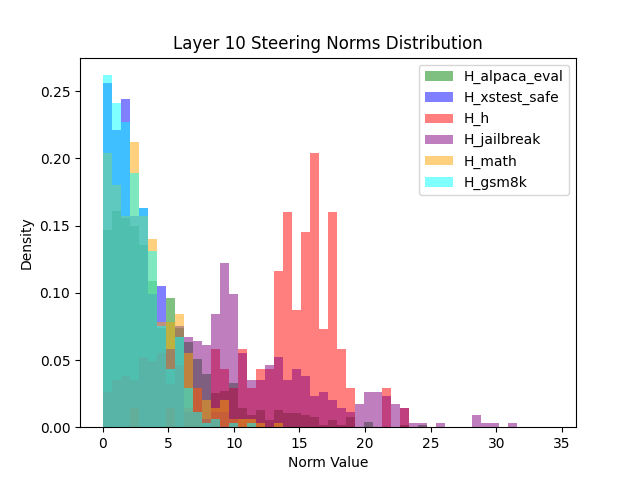 Layer 10 Steering Norms Distribution
H_alpaca_eval
H_xstest_safe
H_h
H_jailbreak
H_math
H_gsm8k
0.25
0.20
0.15
0.10
0.05
0.00
Density
0 5 10 15 20 25 30 35
Norm Value